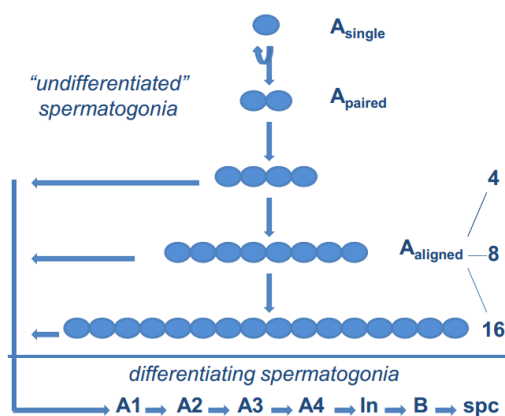 Asingle
"undifferentiated"
spermatogonia
Apaired
4
Aaligned
8
16
differentiating spermatogonia
A1 A2 A3 A4 In B spc